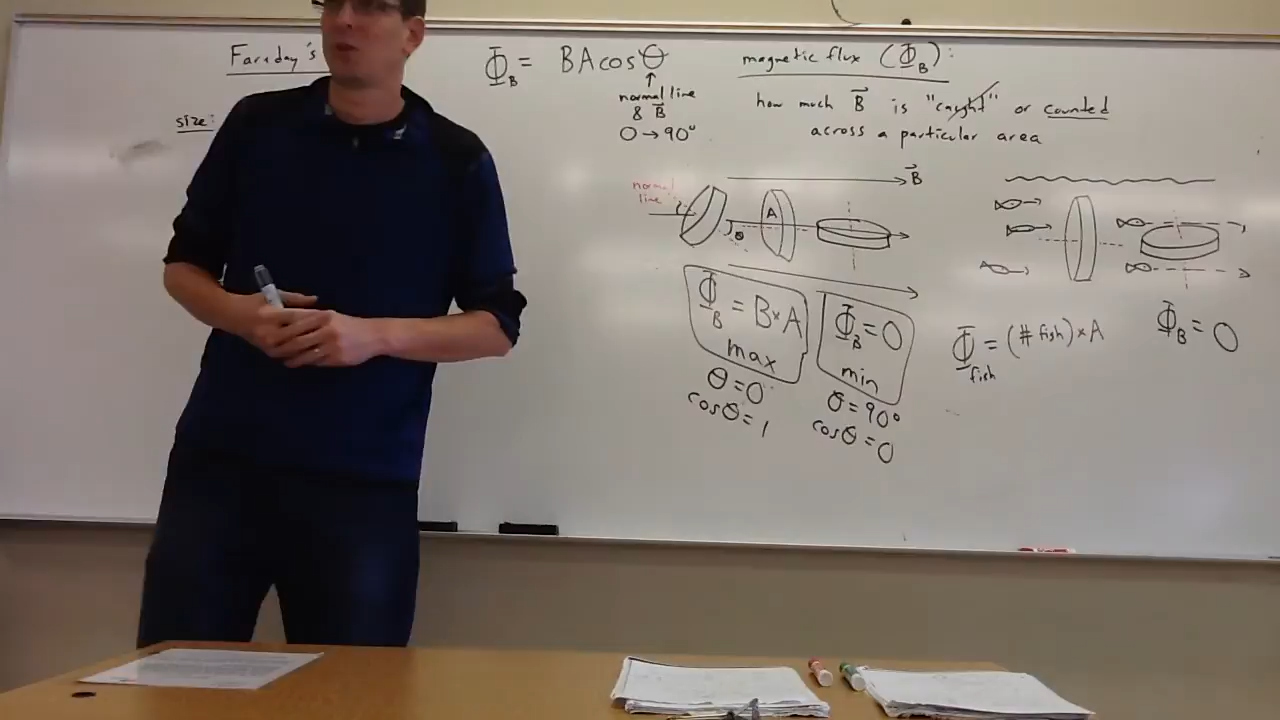 Faraday's
size:
Φ_B = BAcosθ
↑
normal line
& B⃗
0 → 90°
magnetic flux (Φ_B):
how much B⃗ is "caught" or counted
across a particular area
B⃗
normal
line
θ
A
Φ_B = B×A
max
θ = 0°
cosθ = 1
Φ_B = 0
min
θ = 90°
cosθ = 0
Φ_fish = (# fish) × A
Φ_B = 0